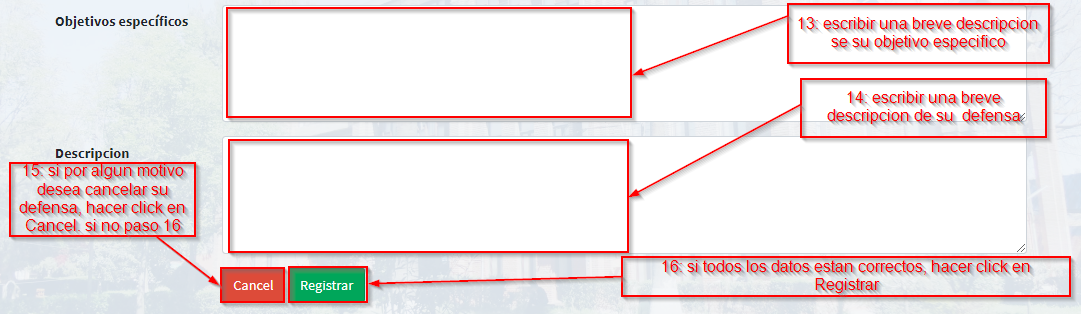 Objetivos específicos
13: escribir una breve descripcion
se su objetivo especifico
14: escribir una breve
descripcion de su defensa
Descripcion
15: si por algun motivo
desea cancelar su
defensa, hacer click en
Cancel. si no paso 16
Cancel
Registrar
16: si todos los datos estan correctos, hacer click en
Registrar